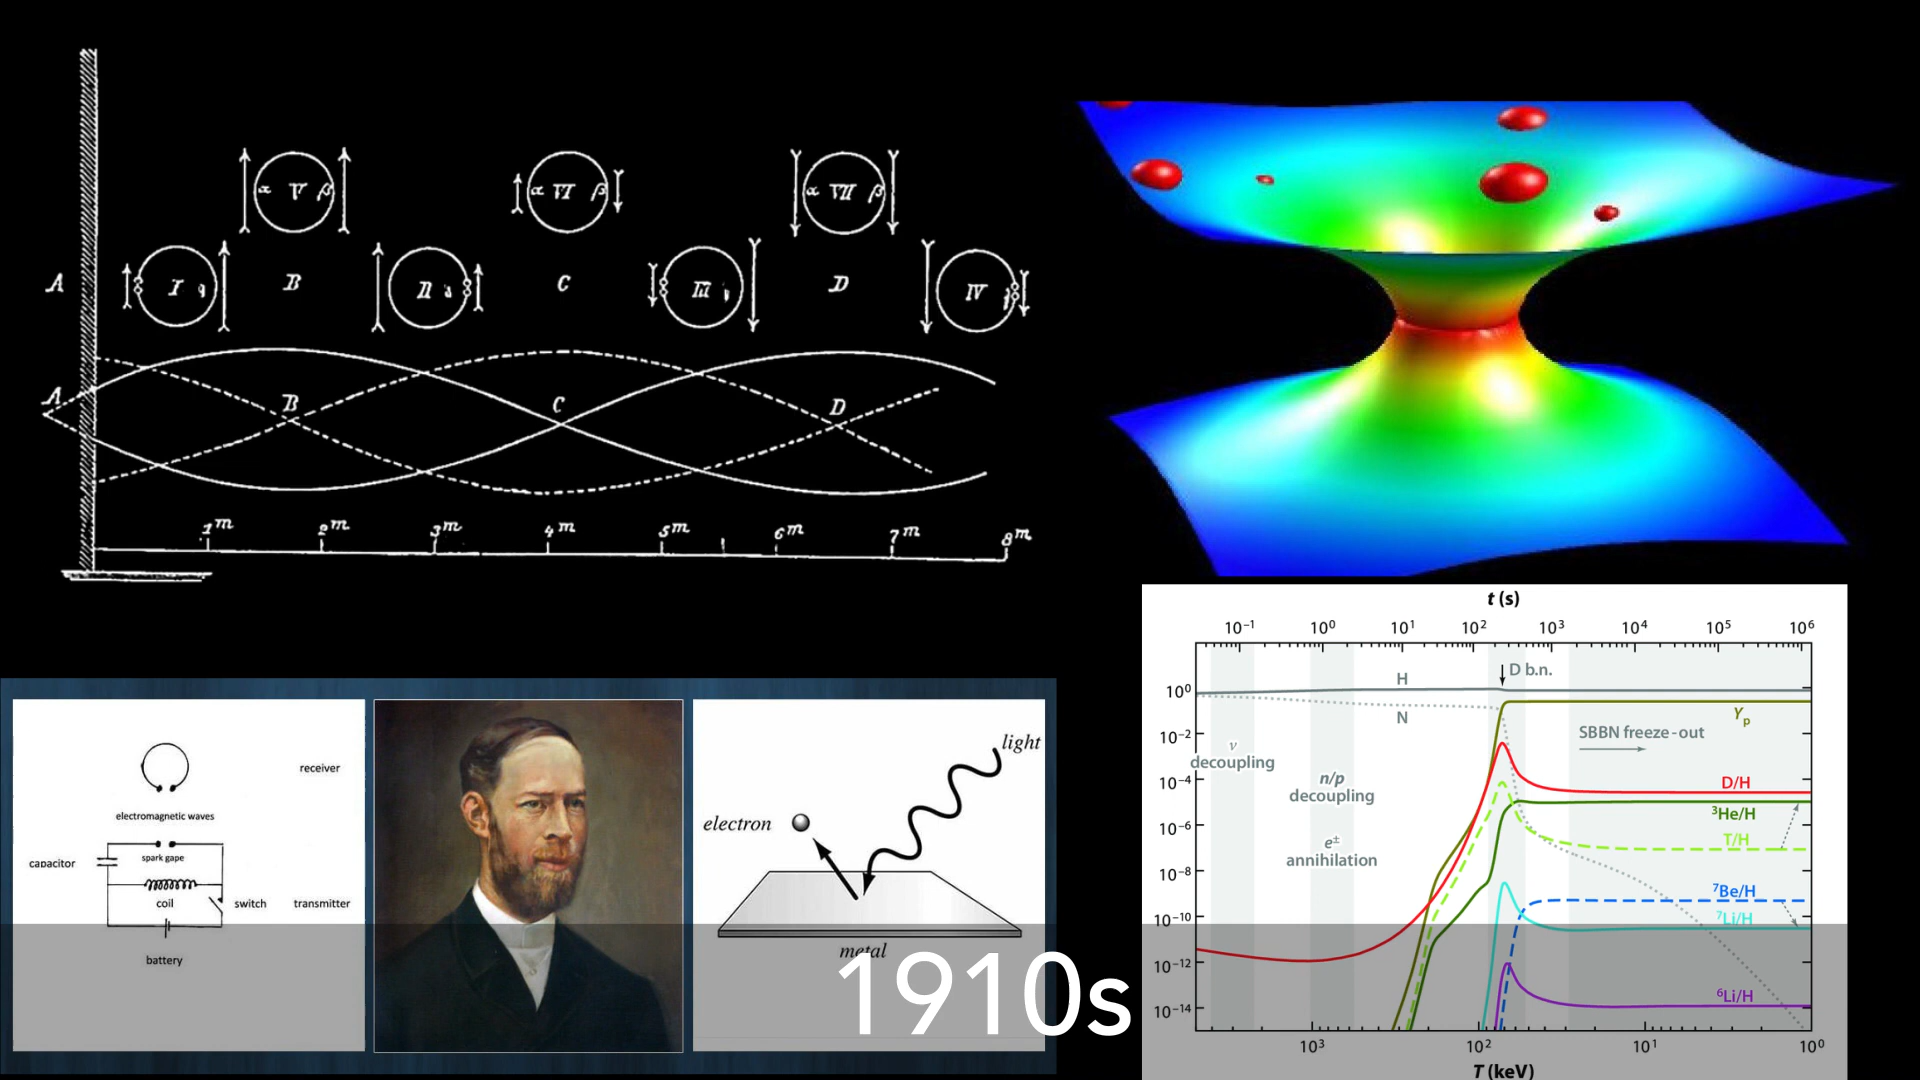 α V β
α VI β
α VII β
A
I
B
II
C
III
D
IV
A
B
C
D
1m
2m
3m
4m
5m
6m
7m
8m
receiver
electromagnetic waves
spark gape
capacitor
coil
switch
transmitter
battery
light
electron
metal
1910s
t (s)
10⁻¹ 10⁰ 10¹ 10² 10³ 10⁴ 10⁵ 10⁶
D b.n.
H
10⁰
N
Yp
10⁻²
SBBN freeze-out
ν
decoupling
n/p
decoupling
10⁻⁴
D/H
³He/H
10⁻⁶
T/H
e±
annihilation
10⁻⁸
⁷Be/H
10⁻¹⁰
⁷Li/H
10⁻¹²
⁶Li/H
10⁻¹⁴
10³ 10² 10¹ 10⁰
T (keV)